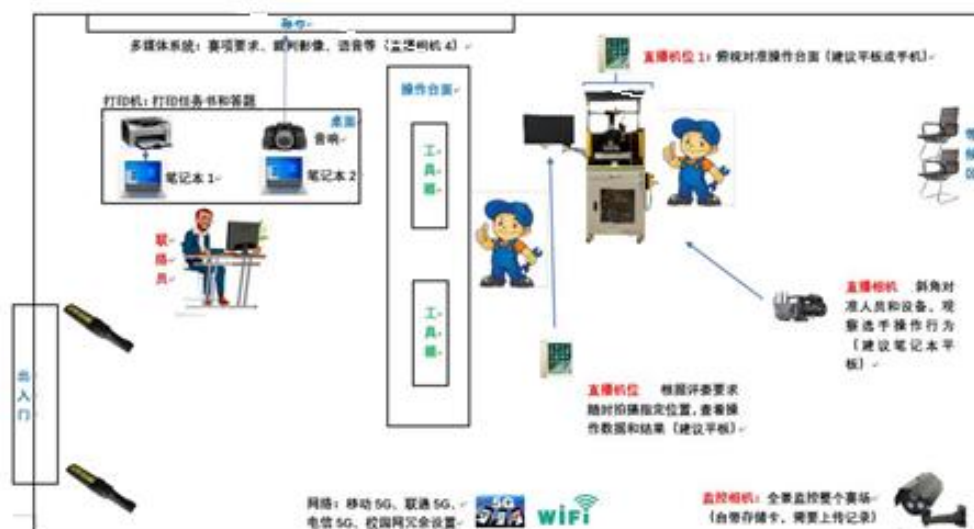 多媒体系统：赛项要求、裁判影像、语音等（直播相机 4）
直播机位 1：俯视对准操作台面（建议平板或手机）
打印机：打印任务书和答题
桌面
音响
笔记本 1
笔记本 2
操作台面
工具箱
工具箱
联络员
直播相机 斜角对
准人员和设备、观
察选手操作行为
（建议笔记本平
板）
直播机位 根据评委要求
随时拍摄指定位置，查看操
作数据和结果（建议平板）
出入门
网络：移动 5G、联通 5G、
电信 5G、校园网冗余设置
5G
WiFi
监控相机：全景监控整个赛场
（自带存储卡，需要上传记录）